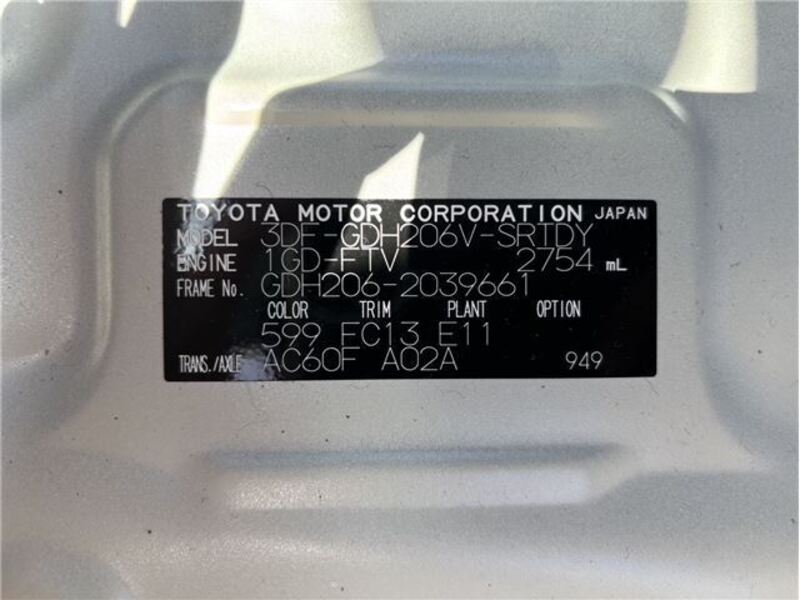 TOYOTA MOTOR CORPORATION JAPAN
MODEL 3DF-GDH206V-SRTDY
ENGINE 1GD-FTV 2754 mL
FRAME No. GDH206-2039661
COLOR TRIM PLANT OPTION
599 FC13 E11
TRANS./AXLE AC60F A02A 949